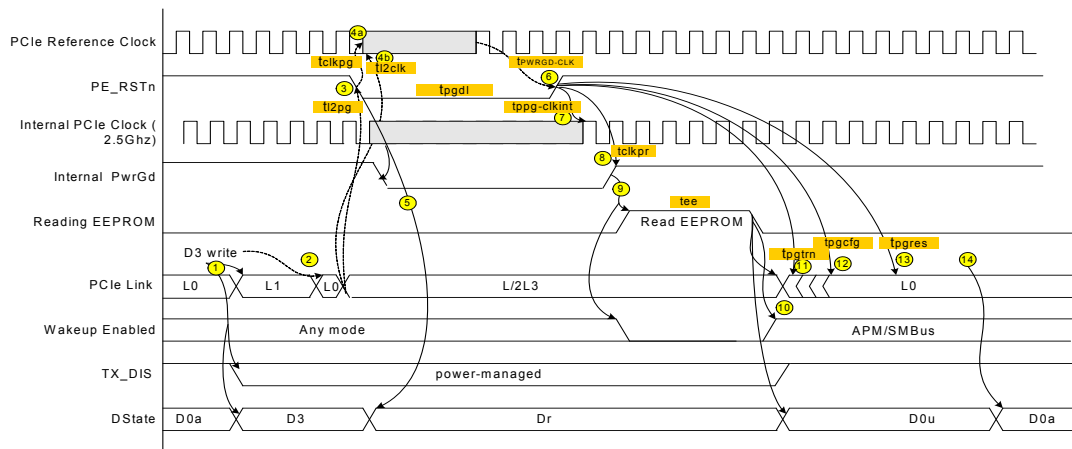 4a
PCIe Reference Clock
4b
tclkpg
tl2clk
tPWRGD-CLK
PE_RSTn
3
6
tpgdl
tl2pg
tppg-clkint
Internal PCIe Clock (
2.5Ghz)
7
tclkpr
8
Internal PwrGd
9
5
tee
Reading EEPROM
Read EEPROM
D3 write
2
1
tpgtrn
tpgcfg
tpgres
11
12
13
14
PCIe Link
L0
L1
L0
L/2L3
L0
10
Wakeup Enabled
Any mode
APM/SMBus
TX_DIS
power-managed
DState
D0a
D3
Dr
D0u
D0a